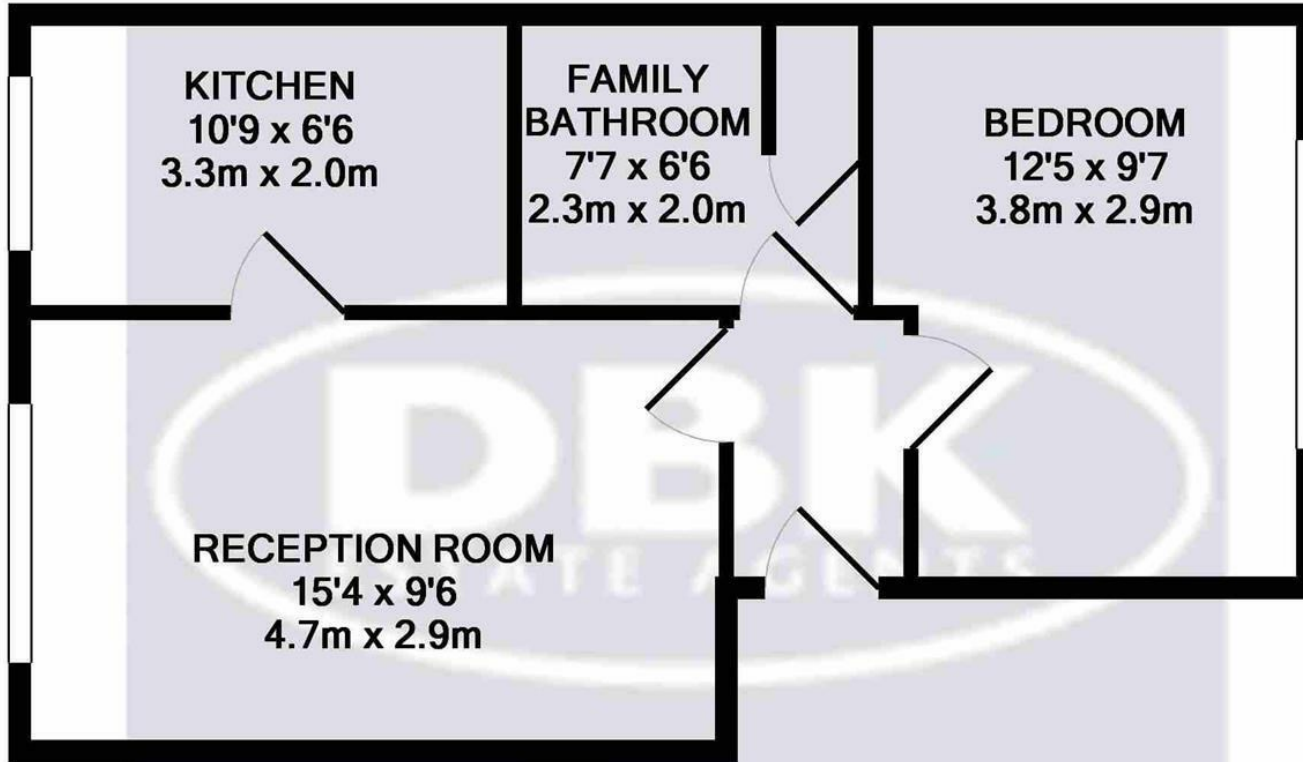 KITCHEN
10'9 x 6'6
3.3m x 2.0m
FAMILY
BATHROOM
7'7 x 6'6
2.3m x 2.0m
BEDROOM
12'5 x 9'7
3.8m x 2.9m
RECEPTION ROOM
15'4 x 9'6
4.7m x 2.9m
DBK
ESTATE AGENTS